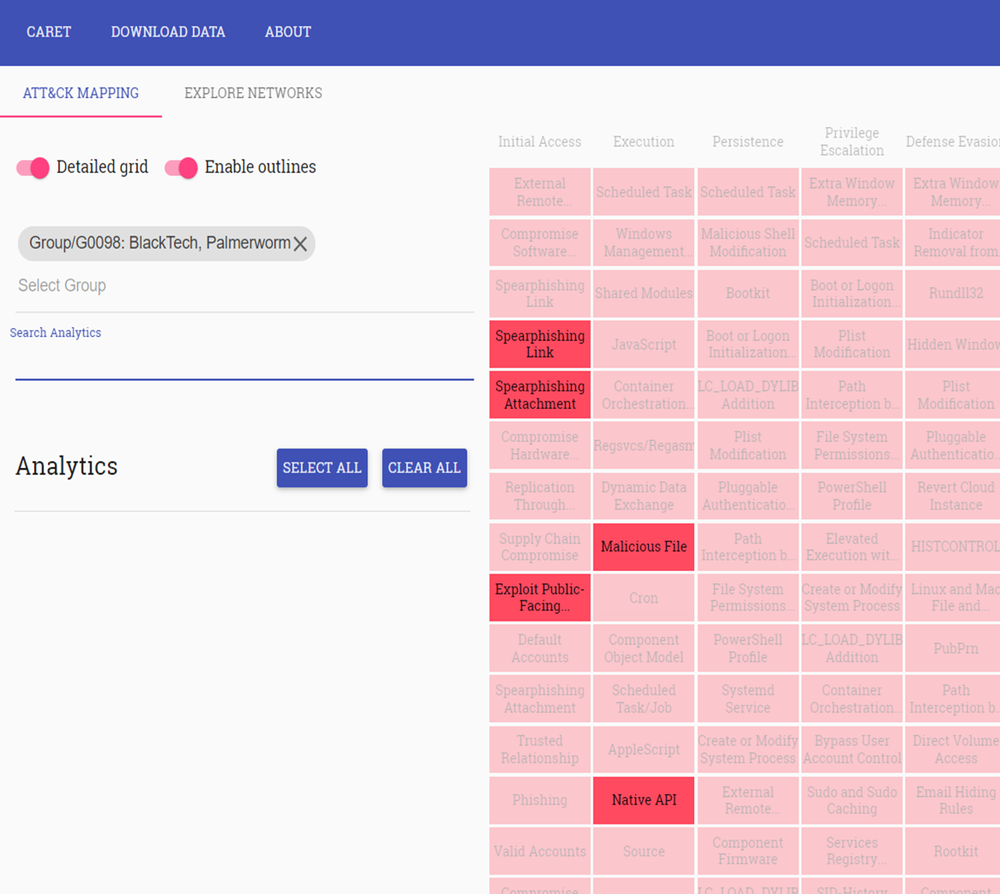 CARET DOWNLOAD DATA ABOUT
ATT&CK MAPPING EXPLORE NETWORKS
Detailed grid Enable outlines
Group/G0098: BlackTech, Palmerworm
Select Group
Search Analytics
Analytics SELECT ALL CLEAR ALL
Initial Access Execution Persistence Privilege Defense Evasion
Escalation
External Scheduled Task Scheduled Task Extra Window Extra Window
Remote... Memory... Memory...
Compromise Windows Malicious Shell Scheduled Task Indicator
Software... Management... Modification Removal from
Spearphishing Shared Modules Bootkit Boot or Logon Rundll32
Link Initialization...
Spearphishing JavaScript Boot or Logon Plist Hidden Window
Link Initialization... Modification
Spearphishing Container LC_LOAD_DYLIB Path Plist
Attachment Orchestration... Addition Interception b... Modification
Compromise Regsvcs/Regasm Plist File System Pluggable
Hardware... Modification Permissions... Authenticatio...
Replication Dynamic Data Pluggable PowerShell Revert Cloud
Through... Exchange Authenticatio... Profile Instance
Supply Chain Malicious File Path Elevated HISTCONTROL
Compromise Interception b... Execution wit...
Exploit Public- Cron File System Create or Modify Linux and Mac
Facing... Permissions... System Process File and...
Default Component PowerShell LC_LOAD_DYLIB PubPrn
Accounts Object Model Profile Addition
Spearphishing Scheduled Systemd Container Path
Attachment Task/Job Service Orchestration... Interception b...
Trusted AppleScript Create or Modify Bypass User Direct Volume
Relationship System Process Account Control Access
Phishing Native API External Sudo and Sudo Email Hiding
Remote... Caching Rules
Valid Accounts Source Component Services Rootkit
Firmware Registry...
Compromise LC_LOAD_DYLIB SID-History Component